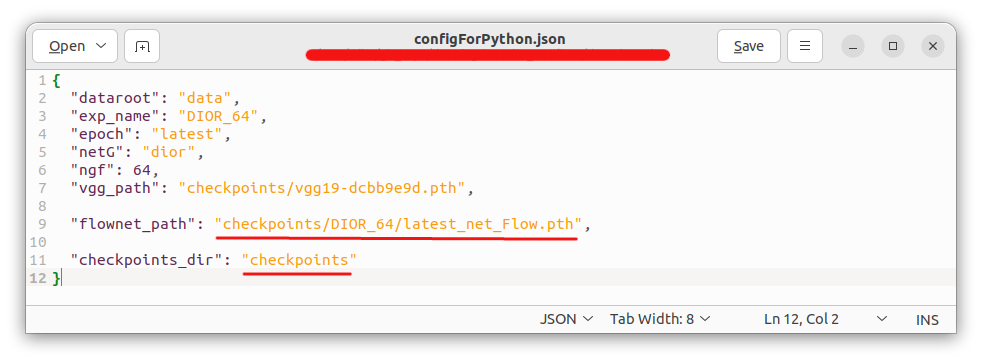 Open
configForPython.json
Save
1 {
2 "dataroot": "data",
3 "exp_name": "DIOR_64",
4 "epoch": "latest",
5 "netG": "dior",
6 "ngf": 64,
7 "vgg_path": "checkpoints/vgg19-dcbb9e9d.pth",
8
9 "flownet_path": "checkpoints/DIOR_64/latest_net_Flow.pth",
10
11 "checkpoints_dir": "checkpoints"
12 }
JSON Tab Width: 8 Ln 12, Col 2 INS